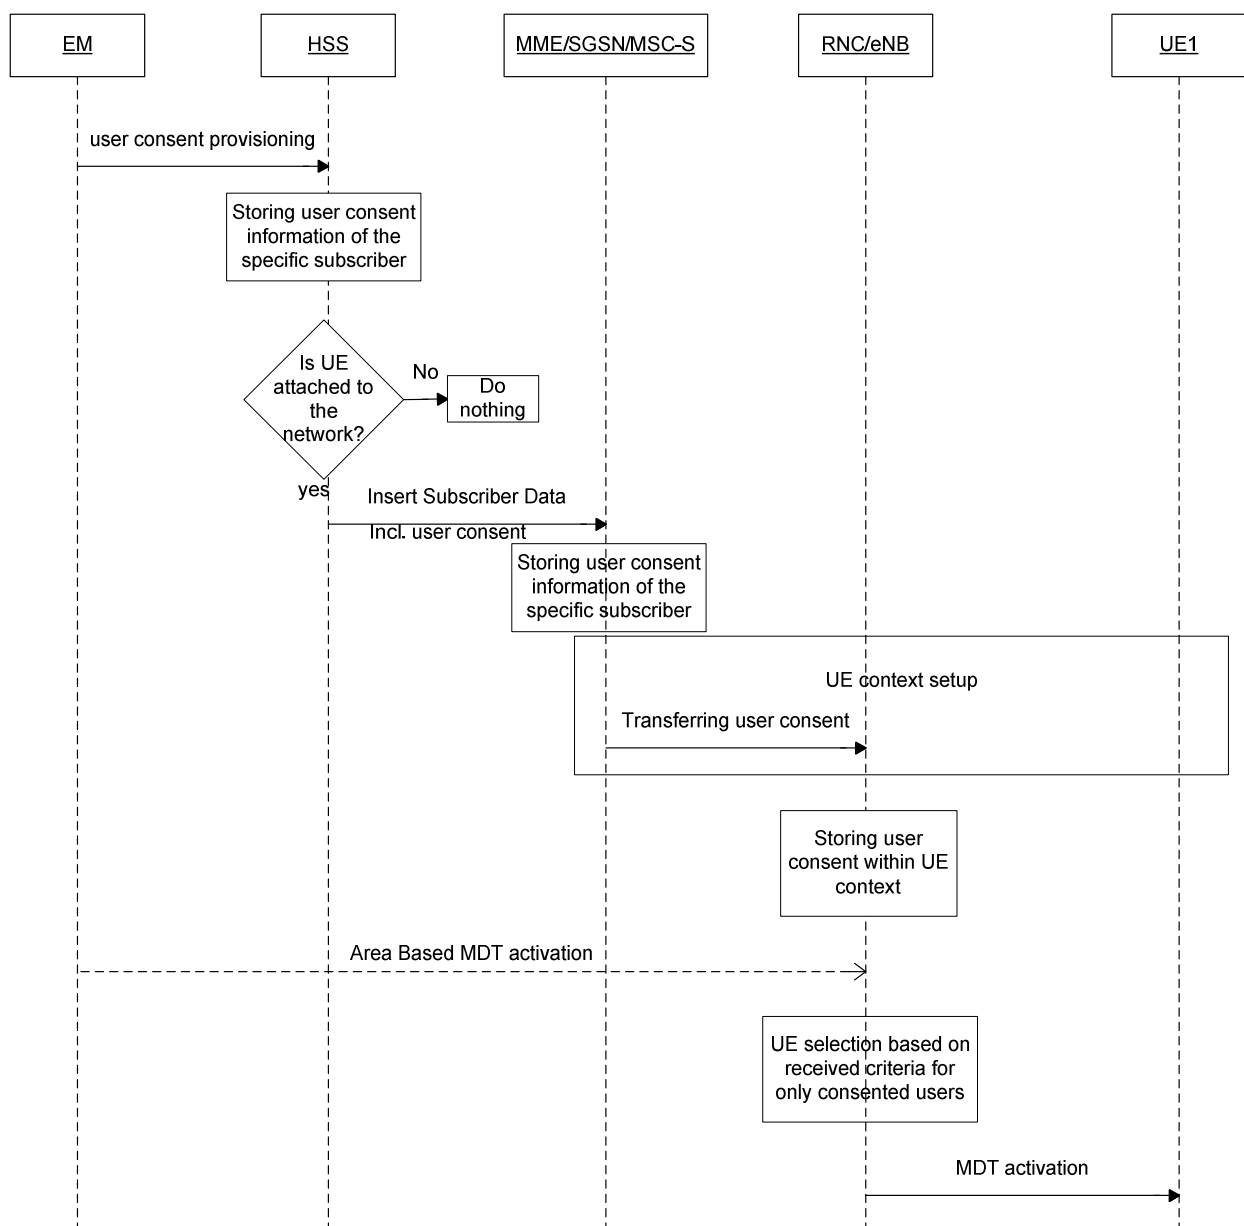 EM
HSS
MME/SGSN/MSC-S
RNC/eNB
UE1
user consent provisioning
Storing user consent
information of the
specific subscriber
Is UE
attached to
the
network?
No
Do
nothing
yes
Insert Subscriber Data
Incl. user consent
Storing user consent
information of the
specific subscriber
UE context setup
Transferring user consent
Storing user
consent within UE
context
Area Based MDT activation
UE selection based on
received criteria for
only consented users
MDT activation